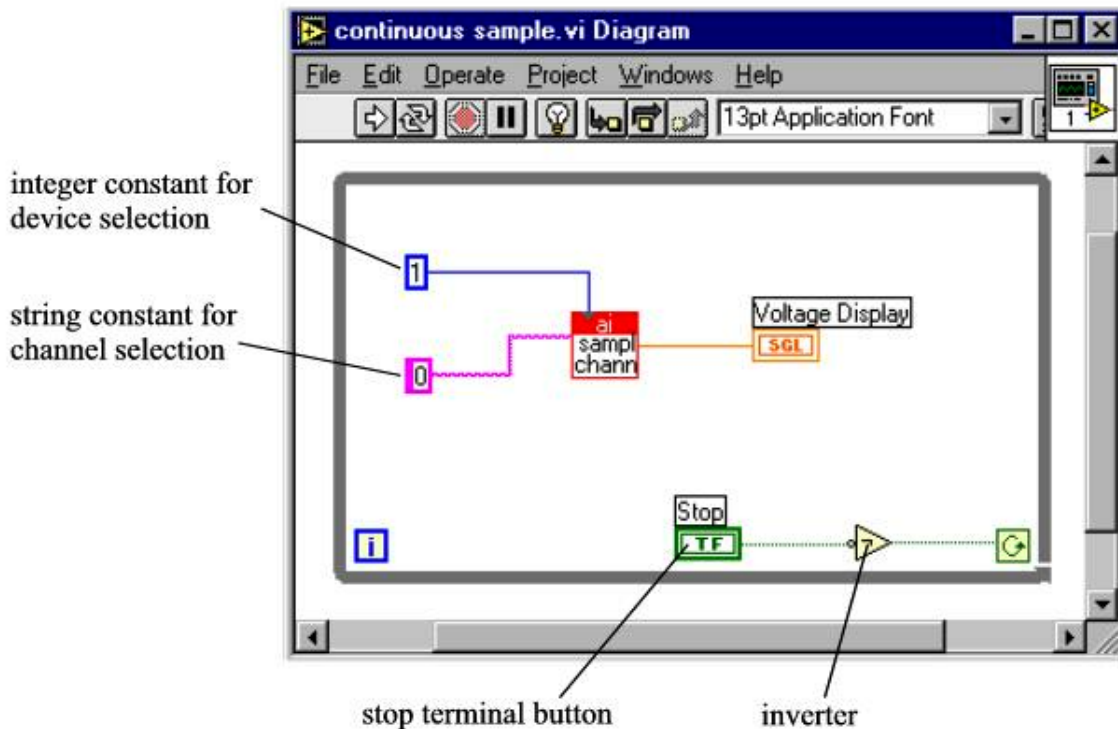 continuous sample.vi Diagram
File Edit Operate Project Windows Help
13pt Application Font
1
integer constant for
device selection
1
string constant for
channel selection
0
ai
sampl
chann
Voltage Display
SGL
Stop
TF
i
stop terminal button
inverter